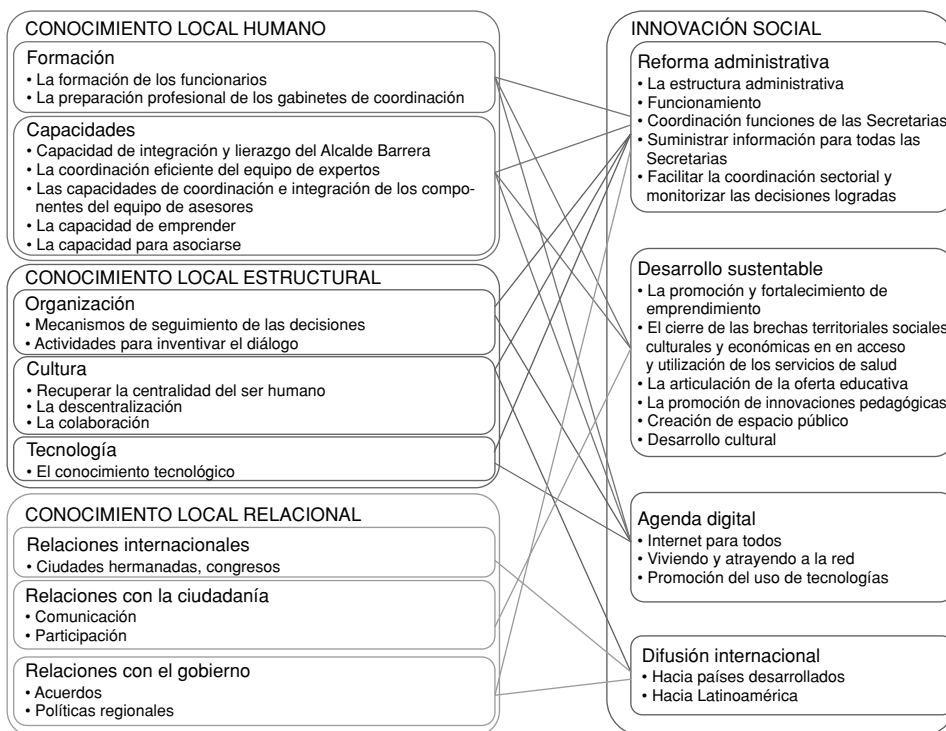 CONOCIMIENTO LOCAL HUMANO
Formación
• La formación de los funcionarios
• La preparación profesional de los gabinetes de coordinación
Capacidades
• Capacidad de integración y lierazgo del Alcalde Barrera
• La coordinación eficiente del equipo de expertos
• Las capacidades de coordinación e integración de los compo-
nentes del equipo de asesores
• La capacidad de emprender
• La capacidad para asociarse
CONOCIMIENTO LOCAL ESTRUCTURAL
Organización
• Mecanismos de seguimiento de las decisiones
• Actividades para inventivar el diálogo
Cultura
• Recuperar la centralidad del ser humano
• La descentralización
• La colaboración
Tecnología
• El conocimiento tecnológico
CONOCIMIENTO LOCAL RELACIONAL
Relaciones internacionales
• Ciudades hermanadas, congresos
Relaciones con la ciudadanía
• Comunicación
• Participación
Relaciones con el gobierno
• Acuerdos
• Políticas regionales
INNOVACIÓN SOCIAL
Reforma administrativa
• La estructura administrativa
• Funcionamiento
• Coordinación funciones de las Secretarias
• Suministrar información para todas las
Secretarias
• Facilitar la coordinación sectorial y
monitorizar las decisiones logradas
Desarrollo sustentable
• La promoción y fortalecimiento de
emprendimiento
• El cierre de las brechas territoriales sociales
culturales y económicas en en acceso
y utilización de los servicios de salud
• La articulación de la oferta educativa
• La promoción de innovaciones pedagógicas
• Creación de espacio público
• Desarrollo cultural
Agenda digital
• Internet para todos
• Viviendo y atrayendo a la red
• Promoción del uso de tecnologías
Difusión internacional
• Hacia países desarrollados
• Hacia Latinoamérica